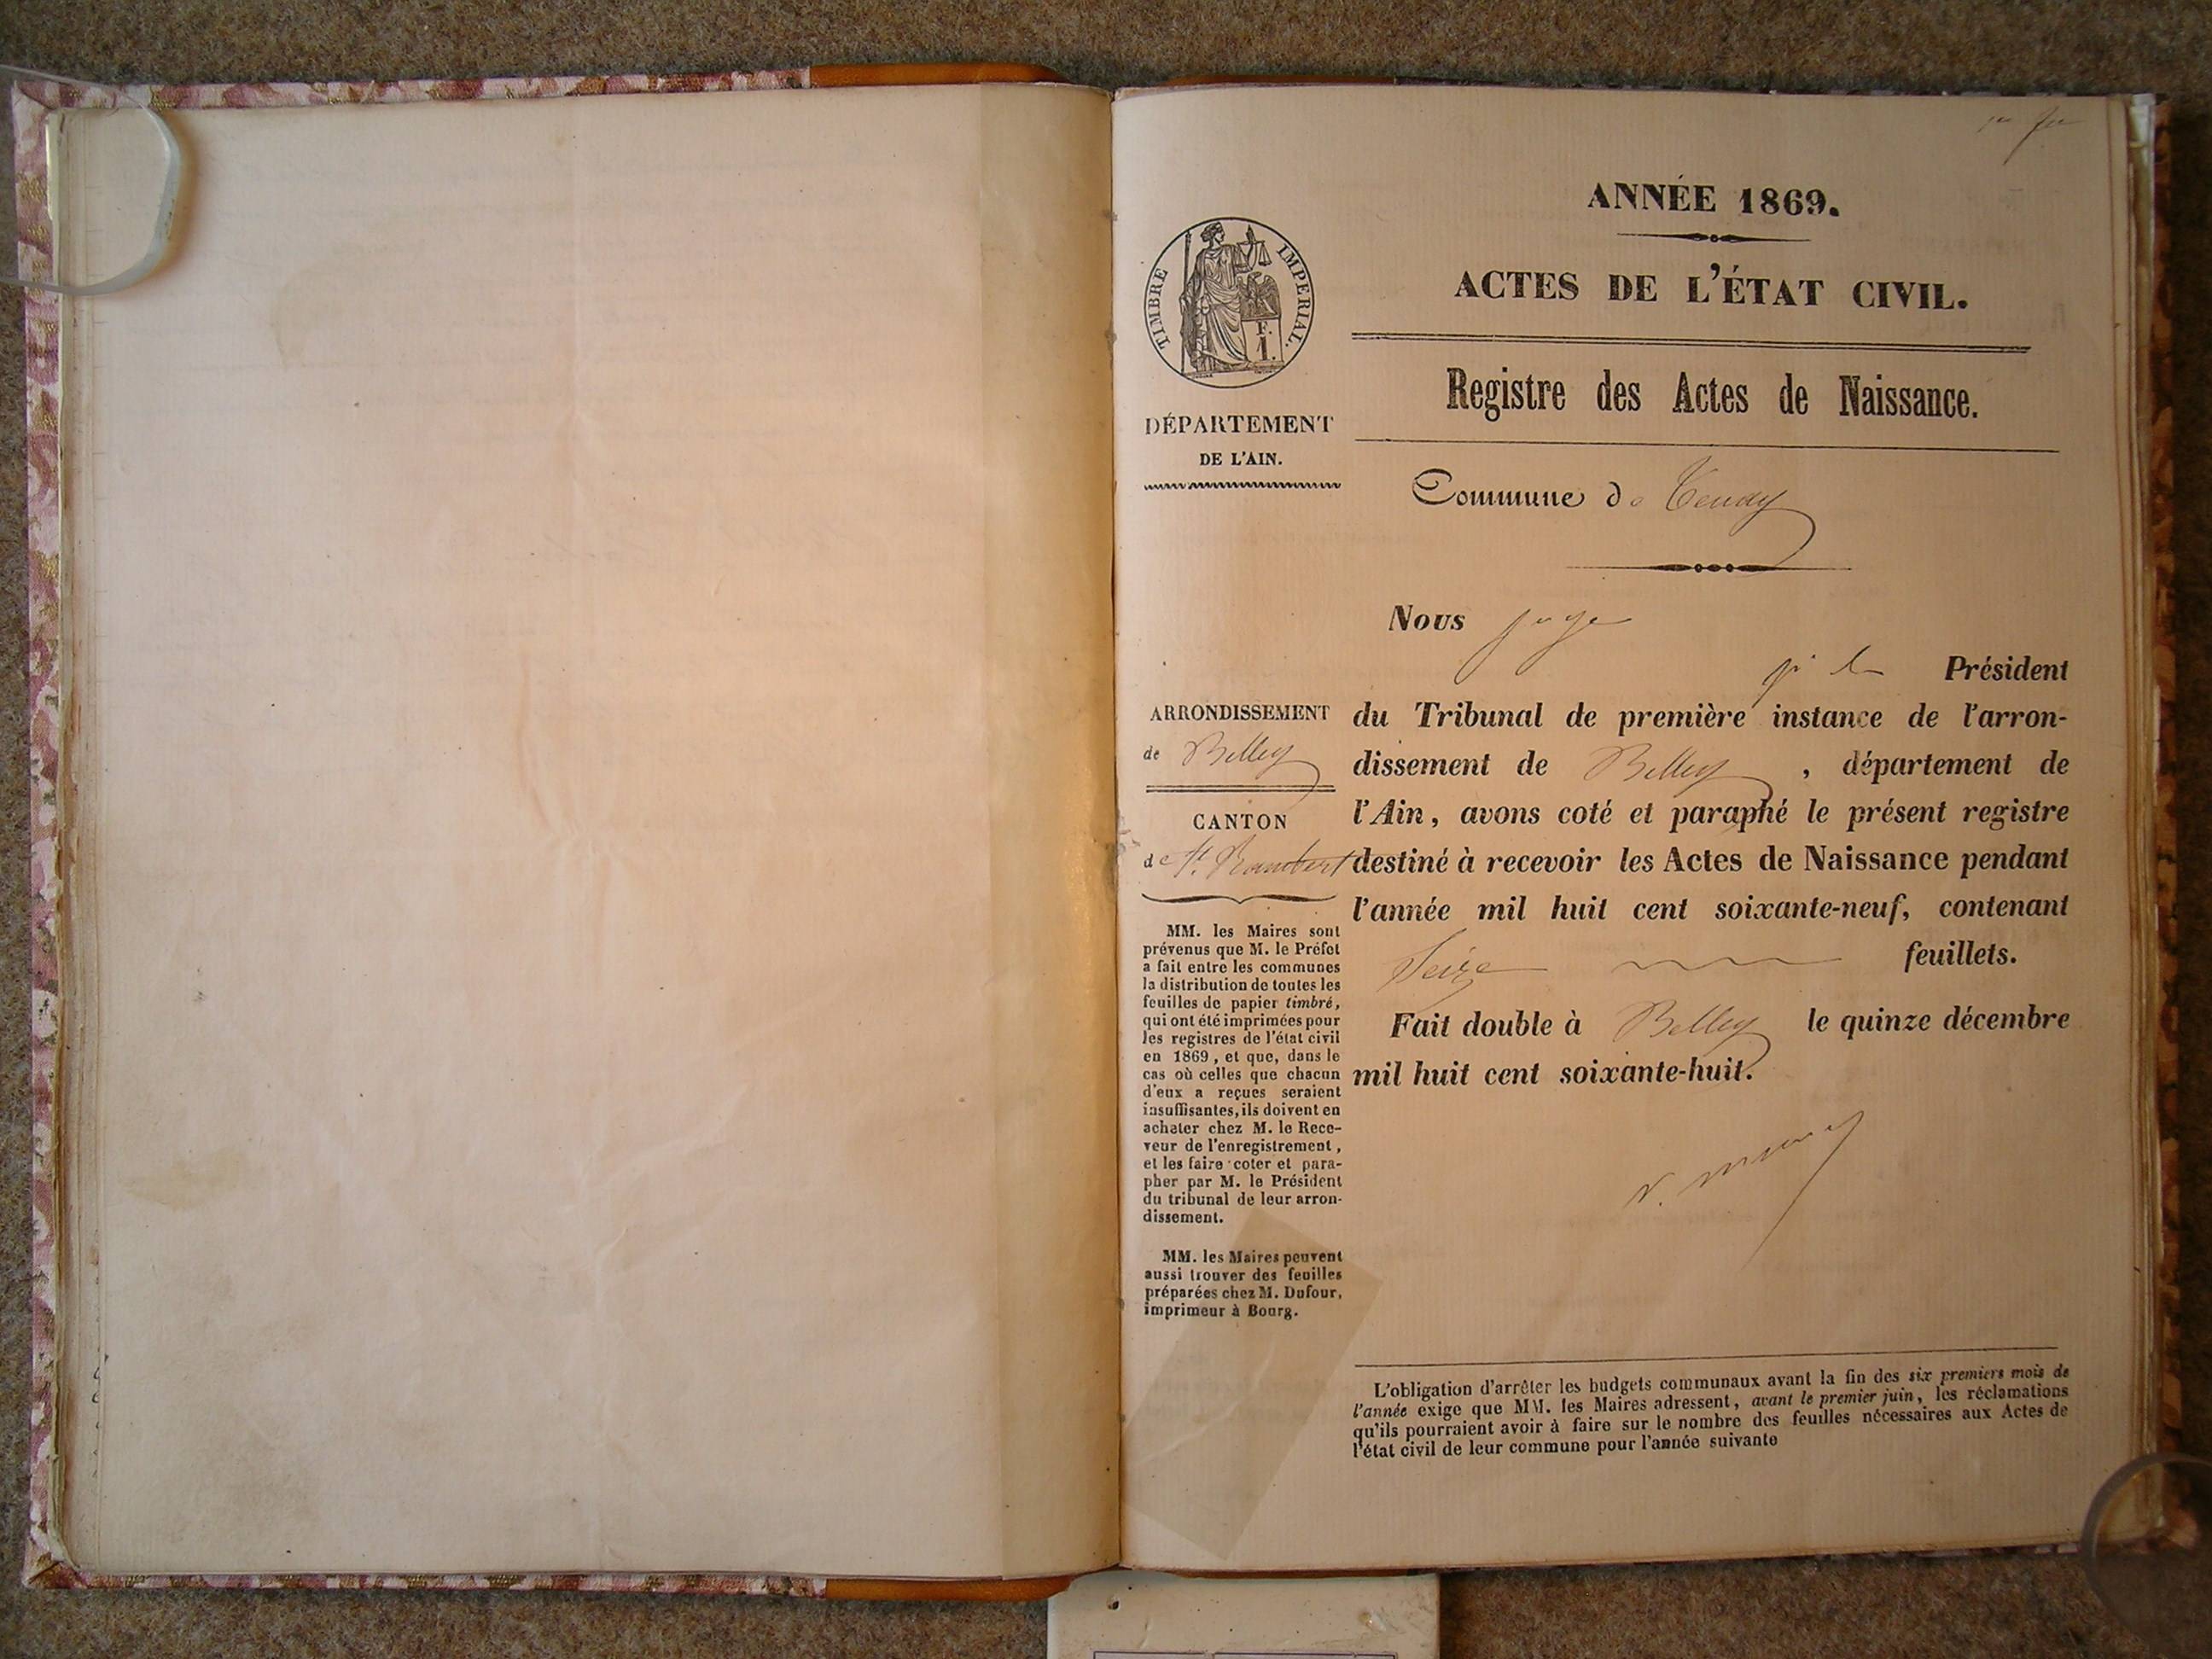 1er fet
ANNÉE 1869.
ACTES DE L'ÉTAT CIVIL.
Registre des Actes de Naissance.
TIMBRE IMPERIAL.
F.
1.
DÉPARTEMENT
DE L'AIN.
Commune de Tenay
Nous juge
pr le Président
ARRONDISSEMENT
de Belley
CANTON
de St. Rambert
du Tribunal de première instance de l'arron-
dissement de Belley, département de
l'Ain, avons coté et paraphé le présent registre
destiné à recevoir les Actes de Naissance pendant
l'année mil huit cent soixante-neuf, contenant
Seize feuillets.
Fait double à Belley le quinze décembre
mil huit cent soixante-huit.
MM. les Maires sont
prévenus que M. le Préfet
a fait entre les communes
la distribution de toutes les
feuilles de papier timbré,
qui ont été imprimées pour
les registres de l'état civil
en 1869, et que, dans le
cas où celles que chacun
d'eux a reçues seraient
insuffisantes, ils doivent en
acheter chez M. le Rece-
veur de l'enregistrement,
et les faire coter et para-
pher par M. le Président
du tribunal de leur arron-
dissement.
MM. les Maires peuvent
aussi trouver des feuilles
préparées chez M. Dufour,
imprimeur à Bourg.
L'obligation d'arrêter les budgets communaux avant la fin des six premiers mois de
l'année exige que MM. les Maires adressent, avant le premier juin, les réclamations
qu'ils pourraient avoir à faire sur le nombre des feuilles nécessaires aux Actes de
l'état civil de leur commune pour l'année suivante